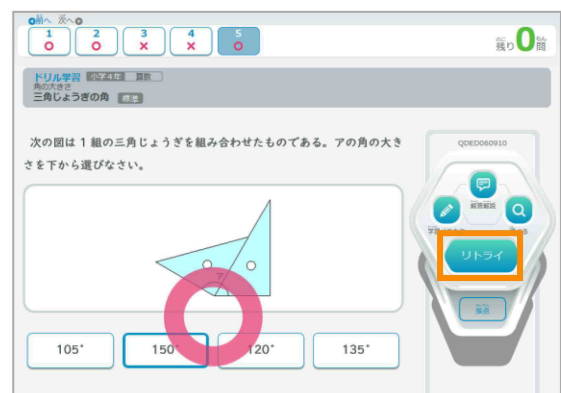 前へ 次へ
1 2 3 4 5
残り0問
ドリル学習 小学4年 算数
角の大きさ
三角じょうぎの角 標準
次の図は1組の三角じょうぎを組み合わせたものである。アの角の大き
さを下から選びなさい。
ア
105° 150° 120° 135°
QDED060910
解答解説
リトライ
採点